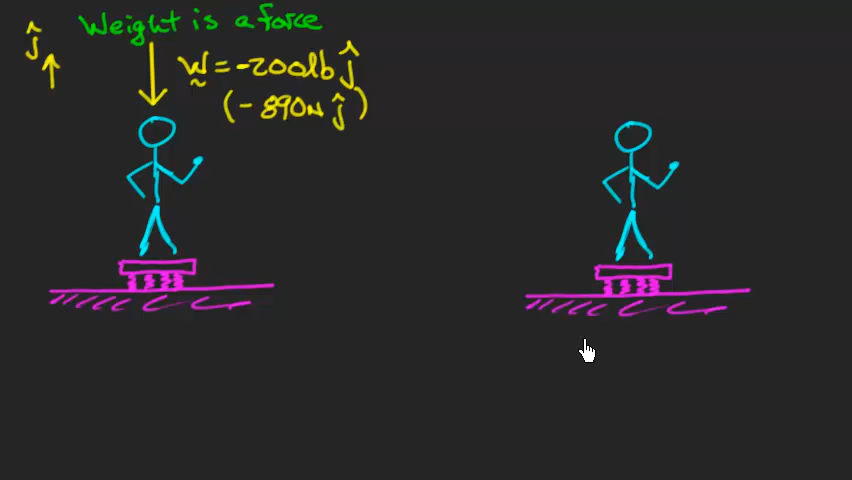 Weight is a force
ĵ
w = -200lb ĵ
(-890N ĵ)